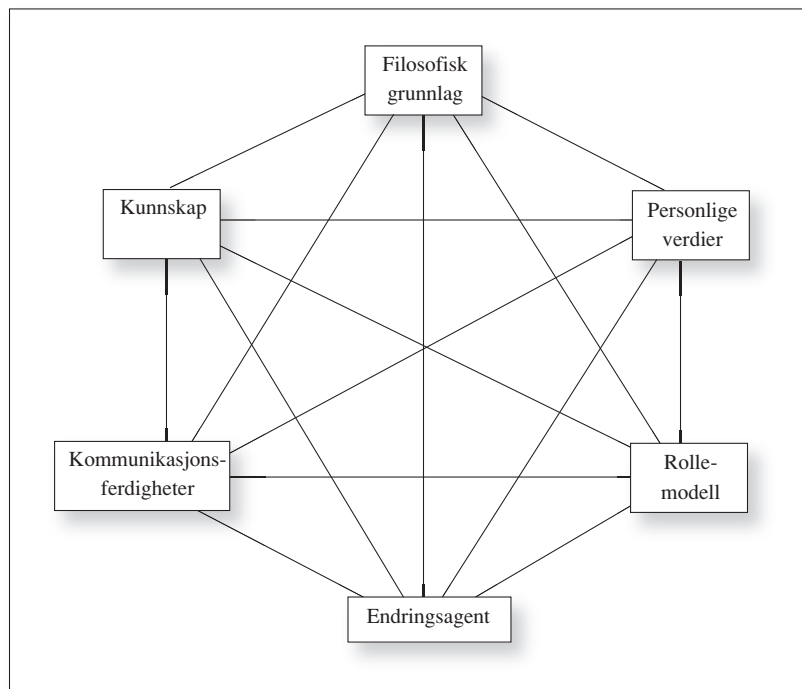 Filosofisk
grunnlag
Kunnskap
Personlige
verdier
Kommunikasjons-
ferdigheter
Rolle-
modell
Endringsagent